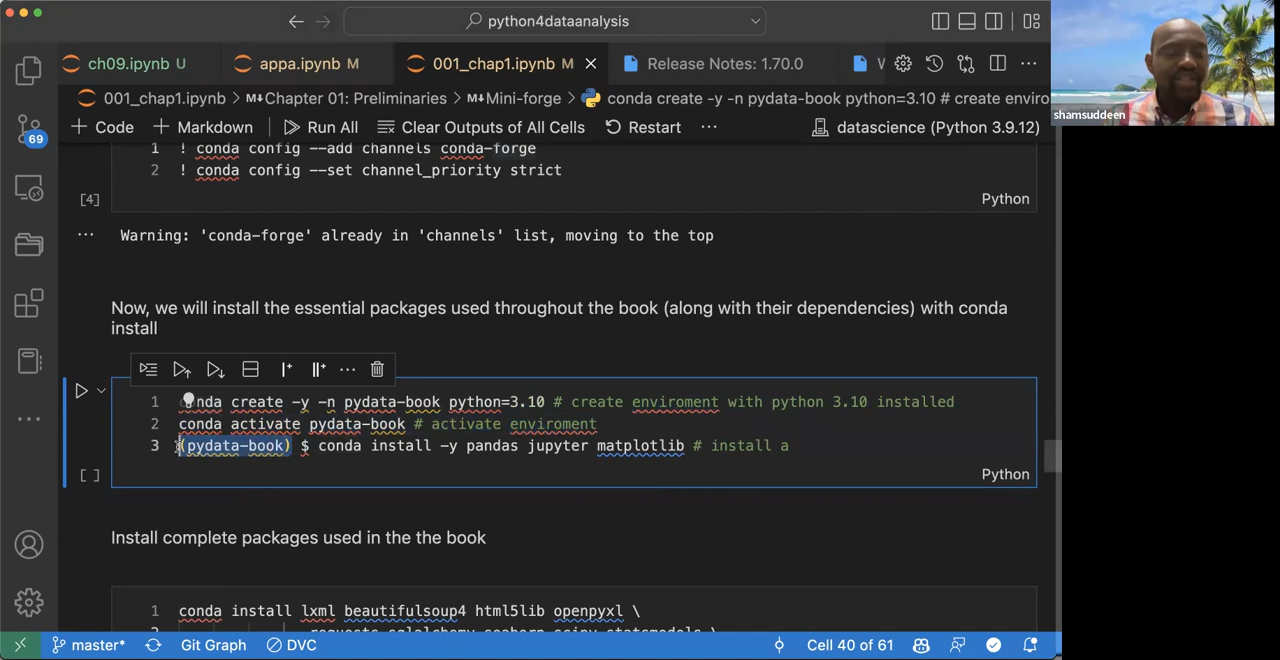 python4dataanalysis
ch09.ipynb U
appa.ipynb M
001_chap1.ipynb M
Release Notes: 1.70.0
W
001_chap1.ipynb > M↓Chapter 01: Preliminaries > M↓Mini-forge > conda create -y -n pydata-book python=3.10 # create enviro
+ Code + Markdown Run All Clear Outputs of All Cells Restart ... datascience (Python 3.9.12)
shamsuddeen
69
1 ! conda config --add channels conda-forge
2 ! conda config --set channel_priority strict
[4]
Python
... Warning: 'conda-forge' already in 'channels' list, moving to the top
Now, we will install the essential packages used throughout the book (along with their dependencies) with conda
install
1 conda create -y -n pydata-book python=3.10 # create enviroment with python 3.10 installed
2 conda activate pydata-book # activate enviroment
3 (pydata-book) $ conda install -y pandas jupyter matplotlib # install a
[ ]
Python
Install complete packages used in the the book
1 conda install lxml beautifulsoup4 html5lib openpyxl \
requests sqlalchemy seaborn scipy statsmodels \
master* Git Graph DVC Cell 40 of 61